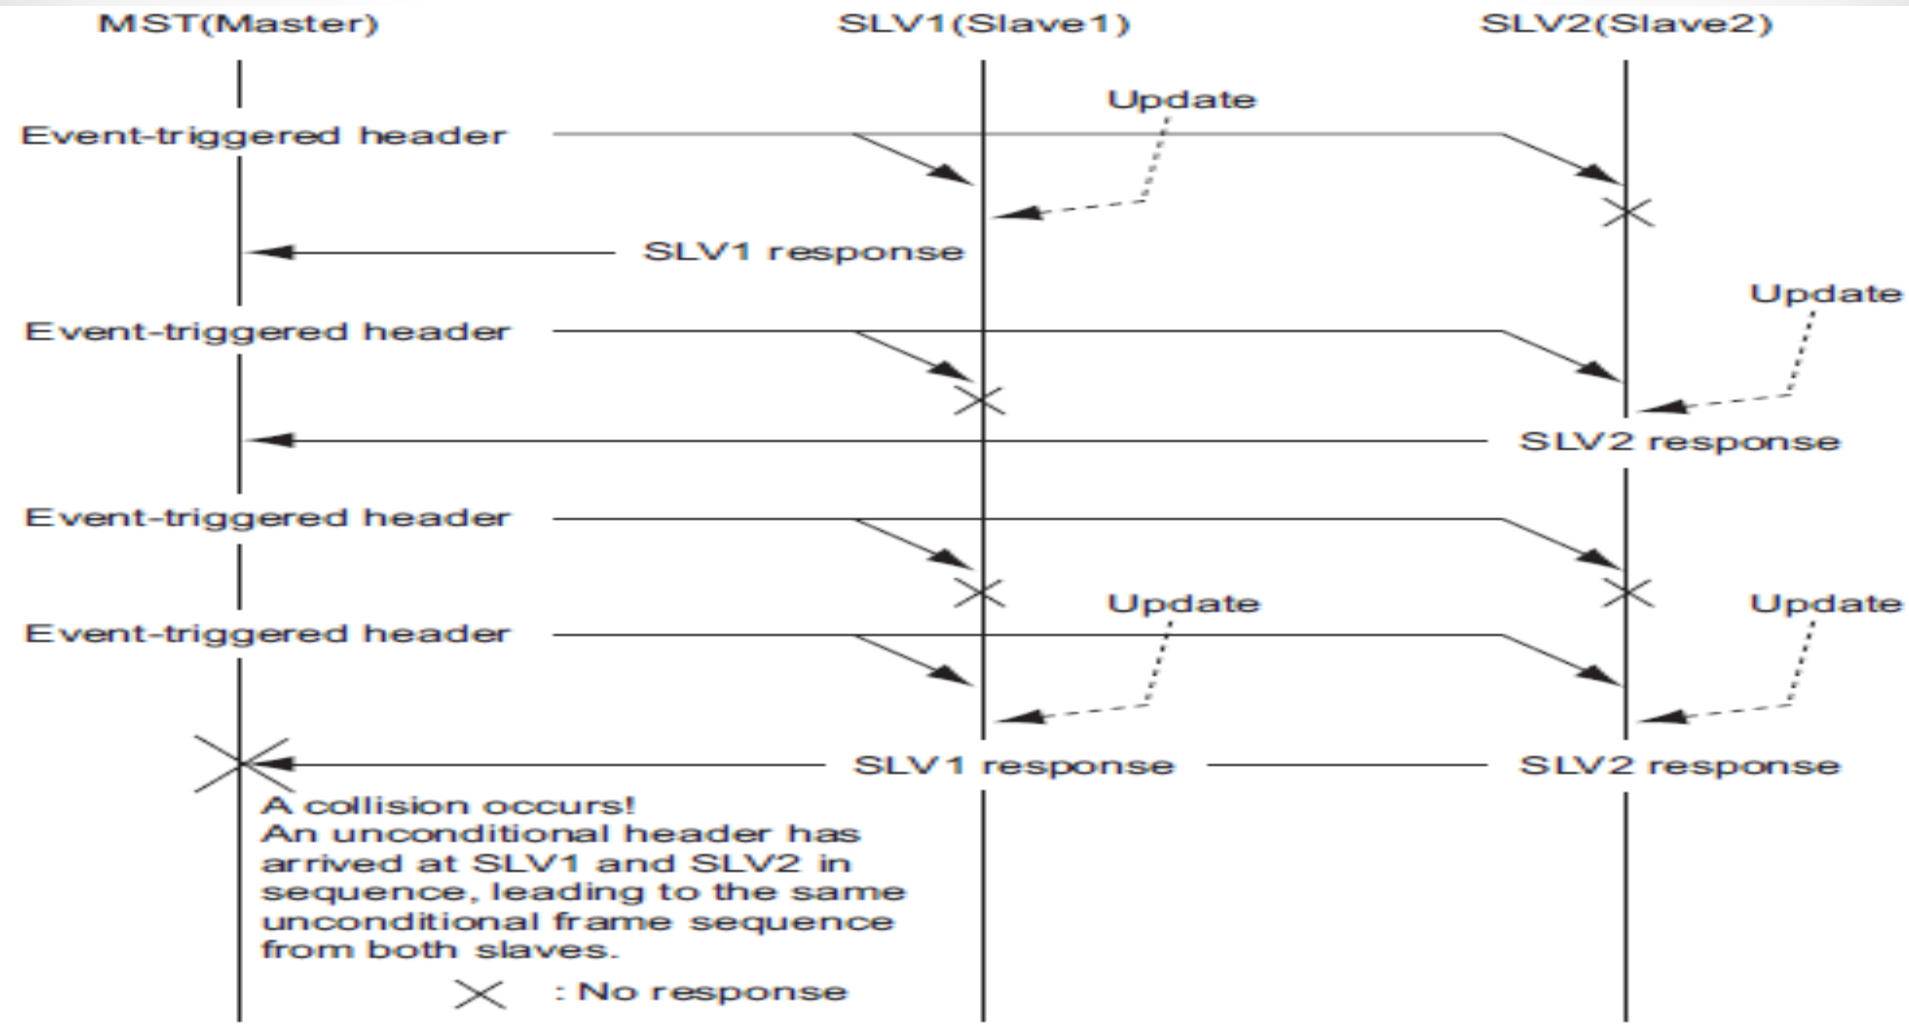 MST(Master) SLV1(Slave1) SLV2(Slave2)
Update
Event-triggered header
SLV1 response
Update
Event-triggered header
SLV2 response
Event-triggered header
Update Update
Event-triggered header
SLV1 response SLV2 response
A collision occurs!
An unconditional header has
arrived at SLV1 and SLV2 in
sequence, leading to the same
unconditional frame sequence
from both slaves.
: No response